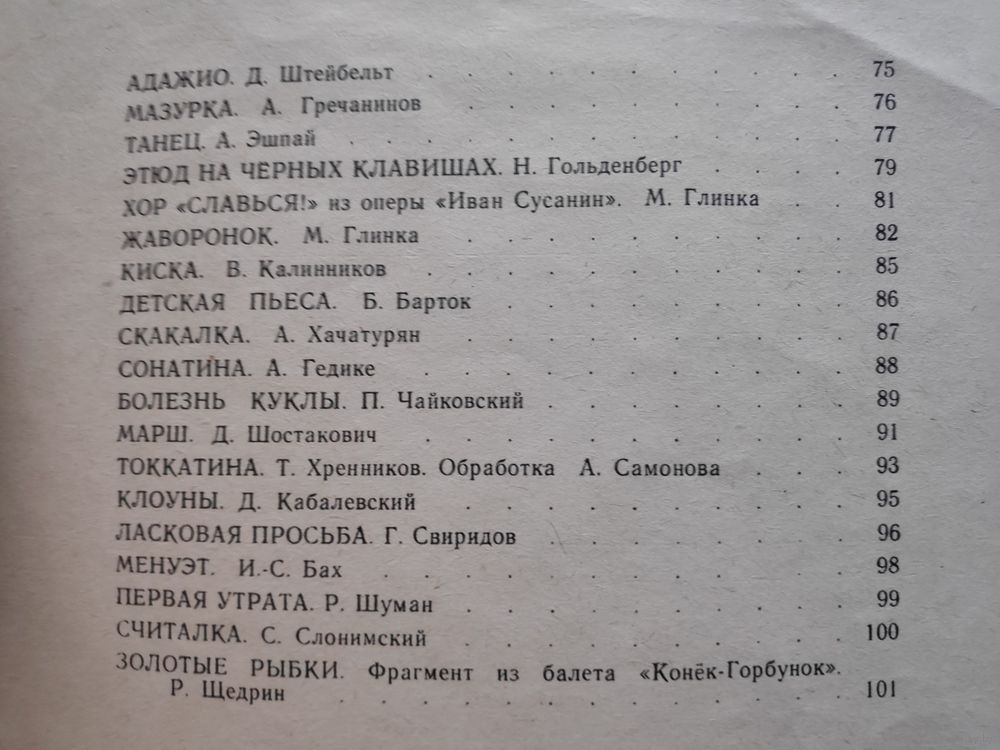 АДАЖИО. Д. Штейбельт . . . . . . . . . . . 75
МАЗУРКА. А. Гречанинов . . . . . . . . . . 76
ТАНЕЦ. А. Эшпай . . . . . . . . . . . . . 77
ЭТЮД НА ЧЕРНЫХ КЛАВИШАХ. Н. Гольденберг . . . . 79
ХОР «СЛАВЬСЯ!» из оперы «Иван Сусанин». М. Глинка . . 81
ЖАВОРОНОК. М. Глинка . . . . . . . . . . 82
КИСКА. В. Калинников . . . . . . . . . . . 85
ДЕТСКАЯ ПЬЕСА. Б. Барток . . . . . . . . . 86
СКАКАЛКА. А. Хачатурян . . . . . . . . . . 87
СОНАТИНА. А. Гедике . . . . . . . . . . . 88
БОЛЕЗНЬ КУКЛЫ. П. Чайковский . . . . . . . . 89
МАРШ. Д. Шостакович . . . . . . . . . . . 91
ТОККАТИНА. Т. Хренников. Обработка А. Самонова . . . 93
КЛОУНЫ. Д. Кабалевский . . . . . . . . . . 95
ЛАСКОВАЯ ПРОСЬБА. Г. Свиридов . . . . . . . . 96
МЕНУЭТ. И.-С. Бах . . . . . . . . . . . . 98
ПЕРВАЯ УТРАТА. Р. Шуман . . . . . . . . . . 99
СЧИТАЛКА. С. Слонимский . . . . . . . . . . 100
ЗОЛОТЫЕ РЫБКИ. Фрагмент из балета «Конёк-Горбунок».
Р. Щедрин . . . . . . . . . . . . . 101